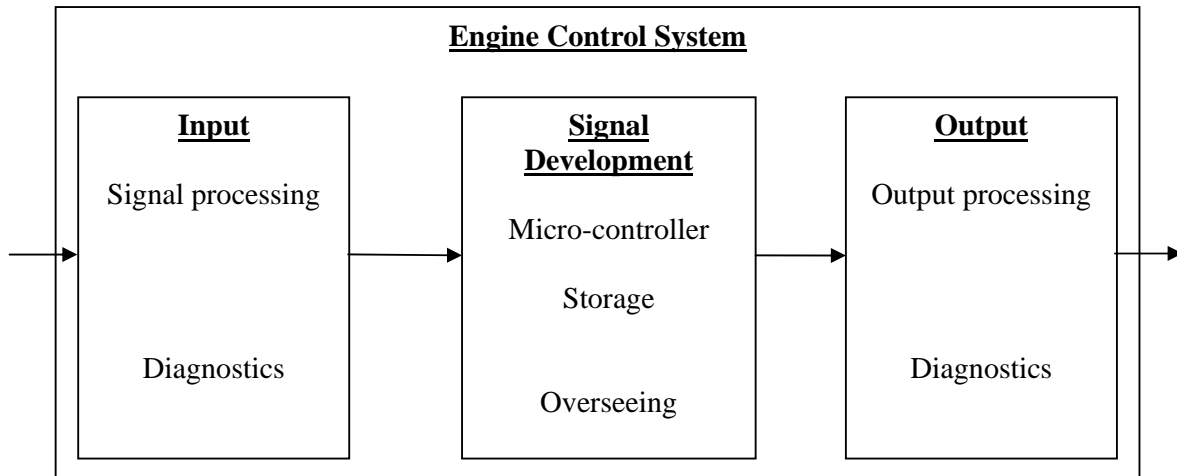 Engine Control System
Input
Signal processing
Diagnostics
Signal
Development
Micro-controller
Storage
Overseeing
Output
Output processing
Diagnostics